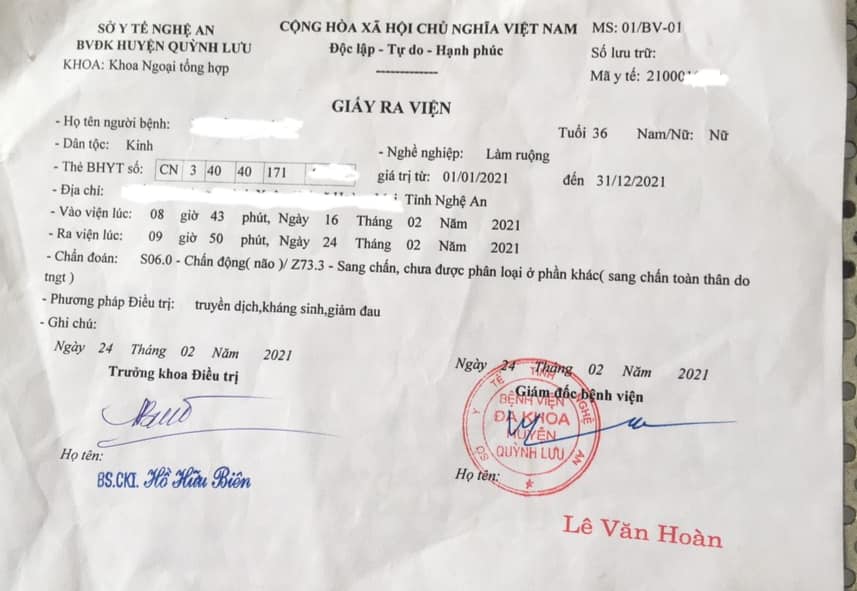 SỞ Y TẾ NGHỆ AN
BVĐK HUYỆN QUỲNH LƯU
KHOA: Khoa Ngoại tổng hợp
CỘNG HÒA XÃ HỘI CHỦ NGHĨA VIỆT NAM
Độc lập - Tự do - Hạnh phúc
MS: 01/BV-01
Số lưu trữ:
Mã y tế: 21000
GIẤY RA VIỆN
- Họ tên người bệnh:
Tuổi 36 Nam/Nữ: Nữ
- Dân tộc: Kinh
- Nghề nghiệp: Làm ruộng
- Thẻ BHYT số: CN 3 40 40 171
giá trị từ: 01/01/2021 đến 31/12/2021
- Địa chỉ: Tỉnh Nghệ An
- Vào viện lúc: 08 giờ 43 phút, Ngày 16 Tháng 02 Năm 2021
- Ra viện lúc: 09 giờ 50 phút, Ngày 24 Tháng 02 Năm 2021
- Chẩn đoán: S06.0 - Chấn động( não )/ Z73.3 - Sang chấn, chưa được phân loại ở phần khác( sang chấn toàn thân do
tngt )
- Phương pháp Điều trị: truyền dịch,kháng sinh,giảm đau
- Ghi chú:
Ngày 24 Tháng 02 Năm 2021
Trưởng khoa Điều trị
Họ tên:
BS.CKI. Hồ Hữu Biên
Ngày 24 Tháng 02 Năm 2021
Giám đốc bệnh viện
SỞ Y TẾ TỈNH NGHỆ AN
BỆNH VIỆN
ĐA KHOA
HUYỆN
QUỲNH LƯU
Họ tên:
Lê Văn Hoàn